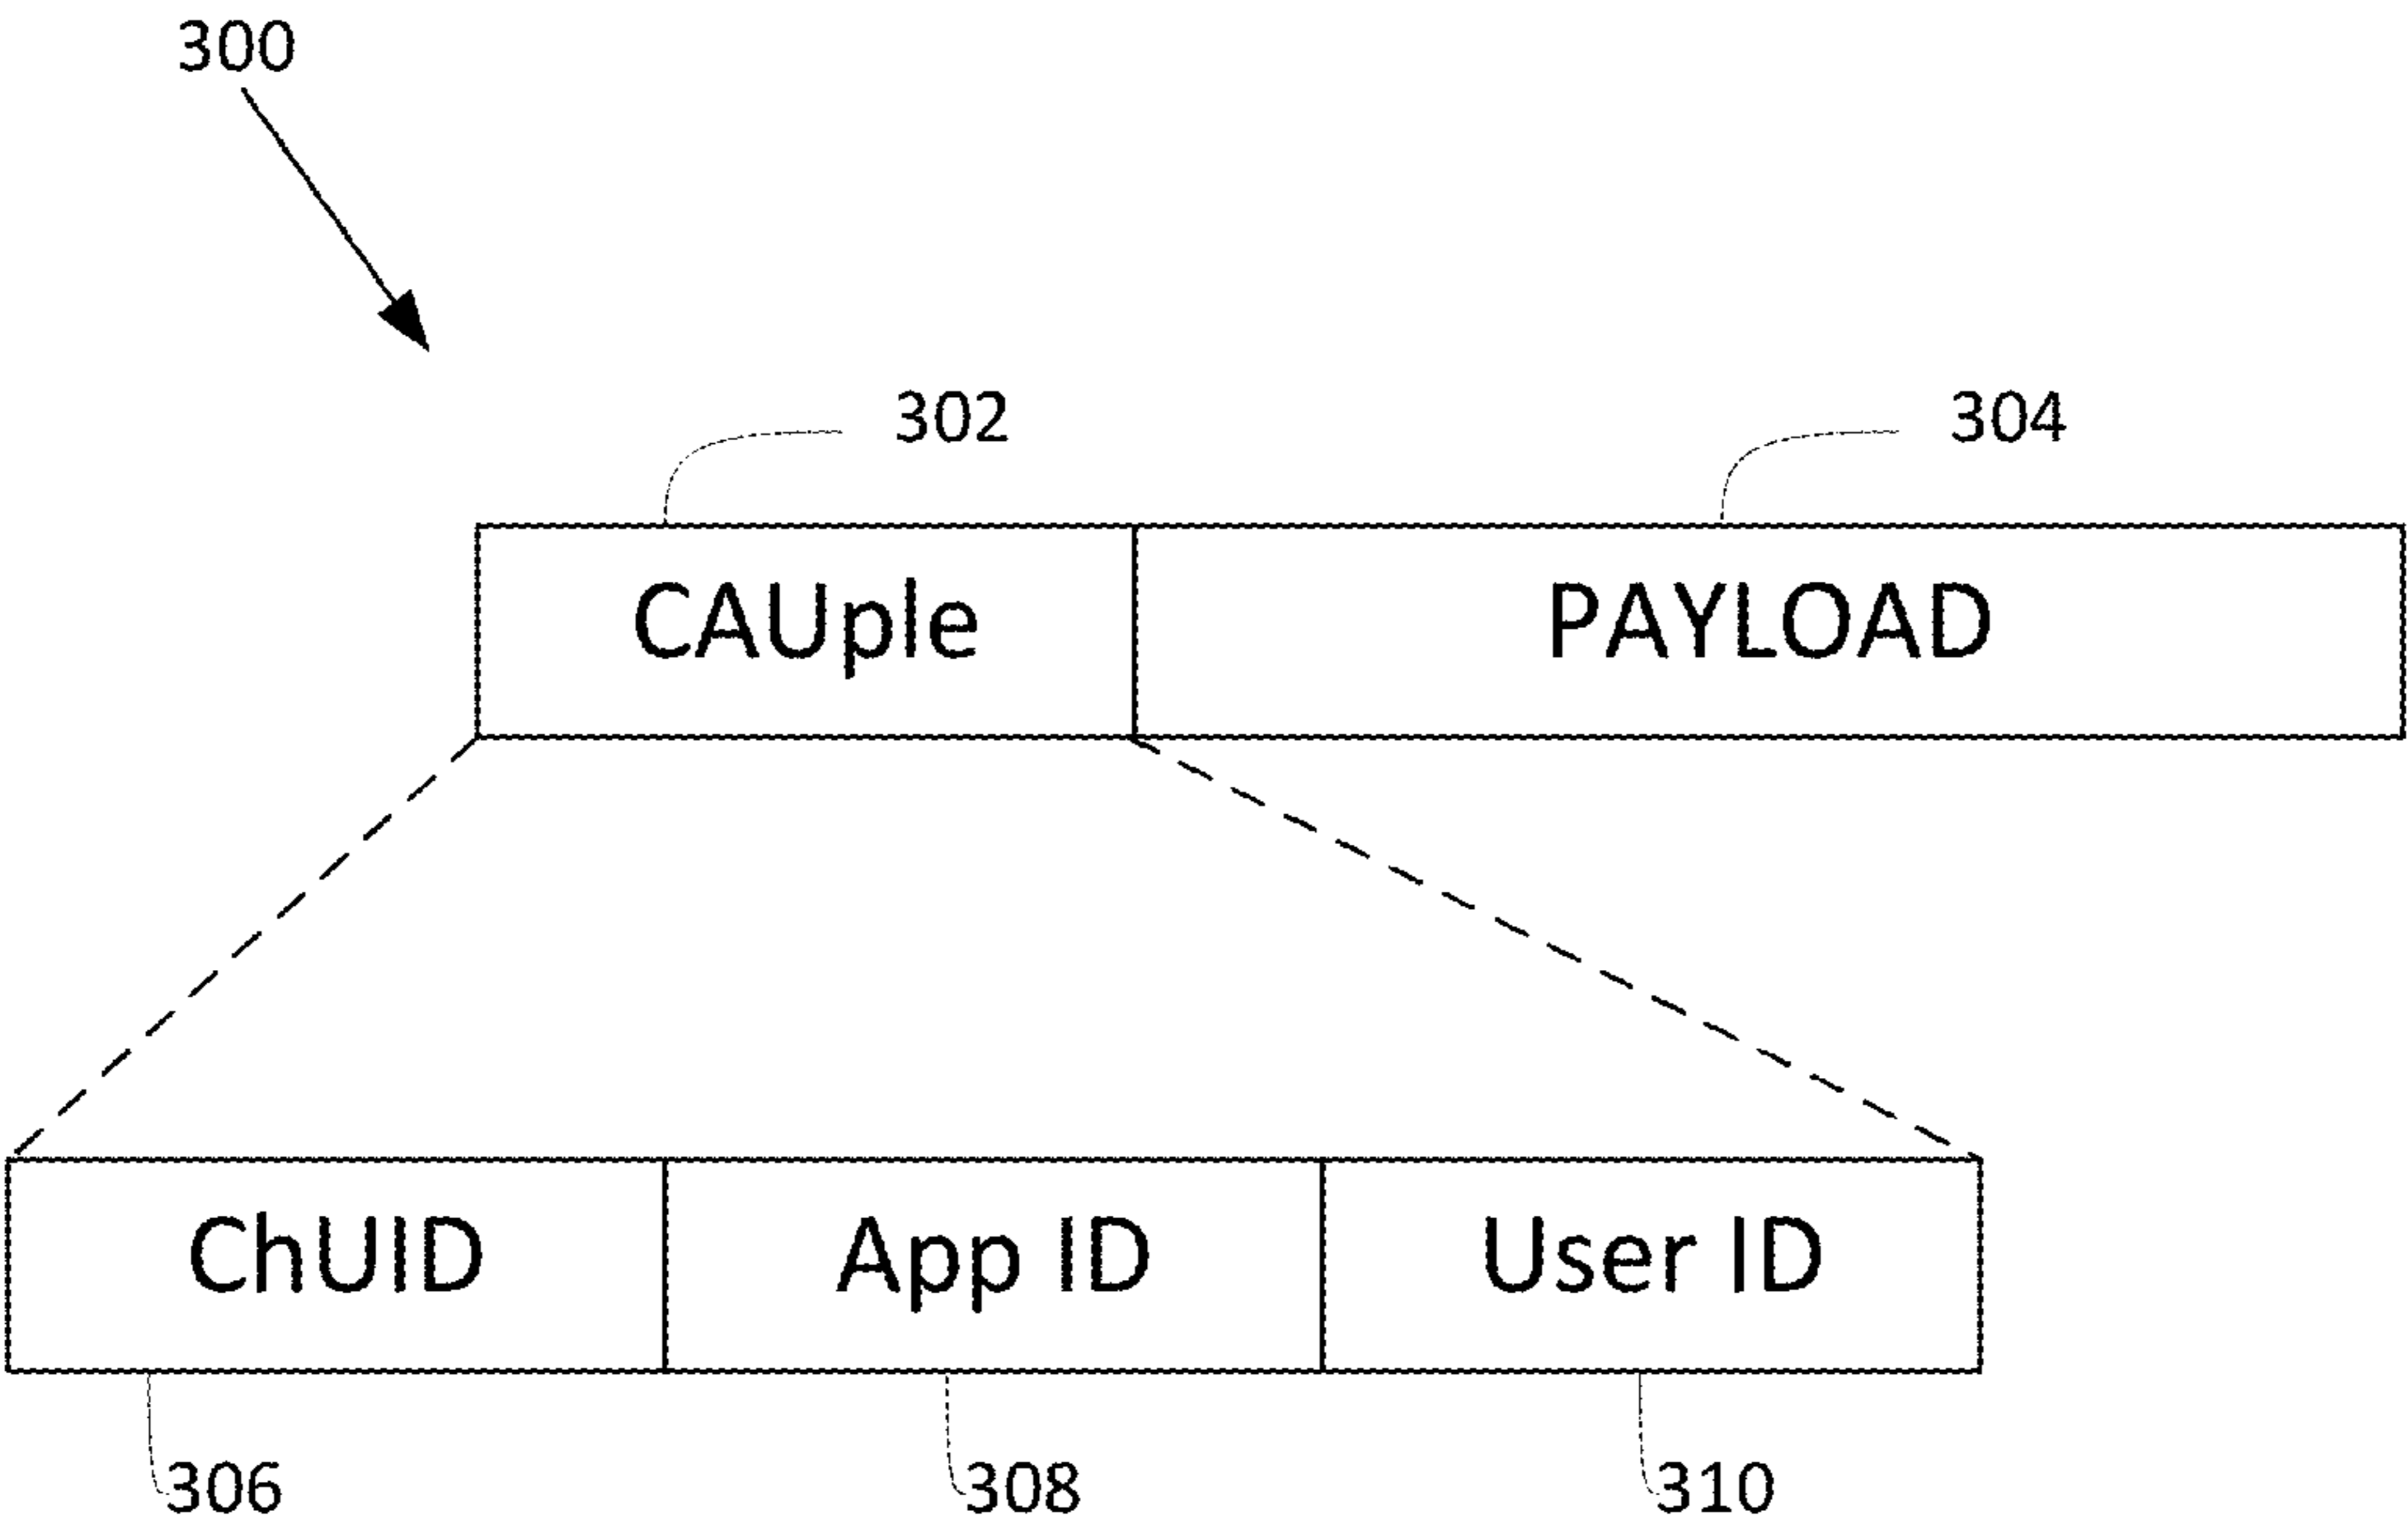 300
302 304
CAUple PAYLOAD
ChUID App ID User ID
306 308 310